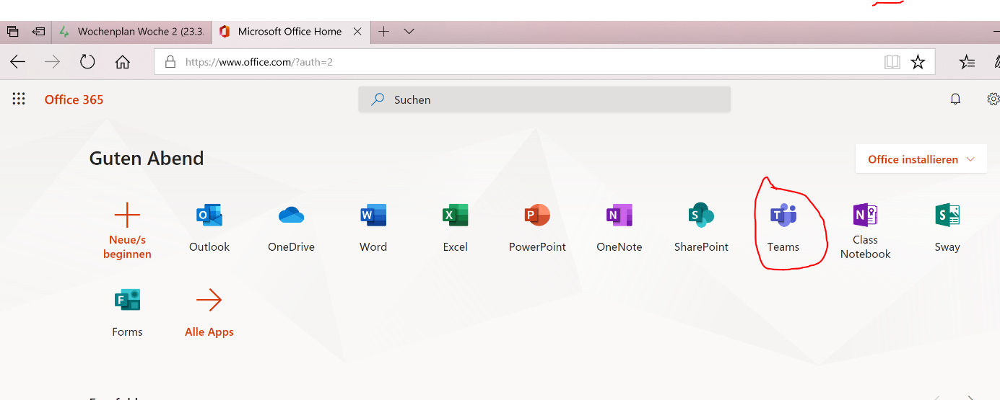 Wochenplan Woche 2 (23.3.
Microsoft Office Home
https://www.office.com/?auth=2
Office 365
Suchen
Guten Abend
Office installieren
Neue/s
beginnen
Outlook
OneDrive
Word
Excel
PowerPoint
OneNote
SharePoint
Teams
Class
Notebook
Sway
Forms
Alle Apps